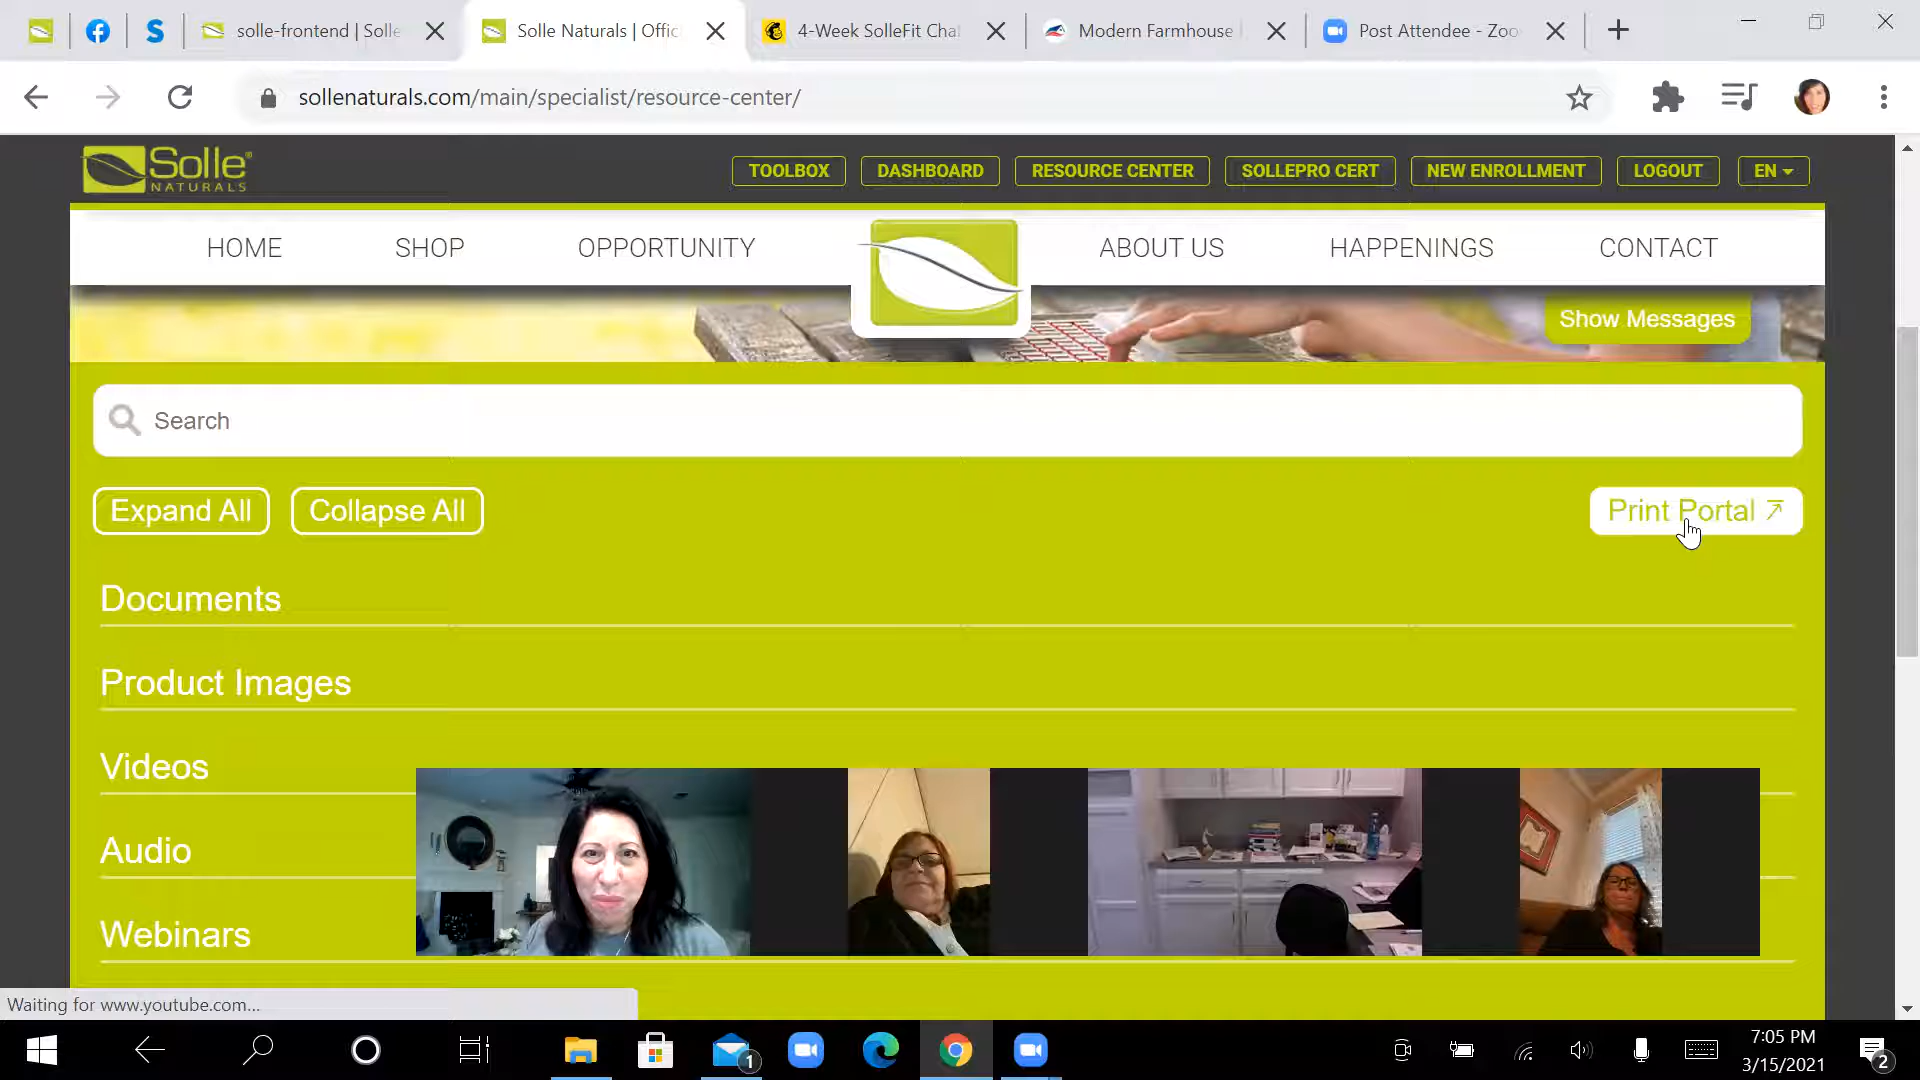 solle-frontend | Solle
Solle Naturals | Offic
4-Week SolleFit Chal
Modern Farmhouse
Post Attendee - Zoo
sollenaturals.com/main/specialist/resource-center/
Solle®
NATURALS
TOOLBOX
DASHBOARD
RESOURCE CENTER
SOLLEPRO CERT
NEW ENROLLMENT
LOGOUT
EN
HOME
SHOP
OPPORTUNITY
ABOUT US
HAPPENINGS
CONTACT
Show Messages
Search
Expand All
Collapse All
Print Portal
Documents
Product Images
Videos
Audio
Webinars
Waiting for www.youtube.com...
1
7:05 PM
3/15/2021
2